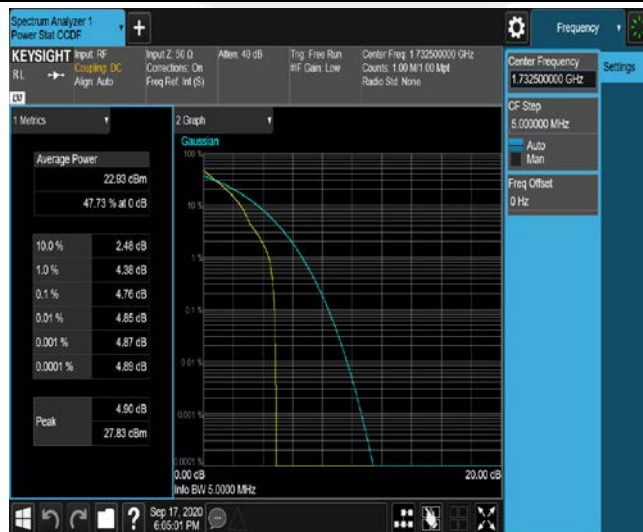 Spectrum Analyzer 1
Power Stat CCDF
Frequency
KEYSIGHT
RL
Input: RF
Coupling: DC
Align: Auto
Input Z: 50 Ω
Corrections: On
Freq Ref: Int (S)
Atten: 40 dB
Trig: Free Run
#IF Gain: Low
Center Freq: 1.732500000 GHz
Counts: 1.00 M/1.00 Mpt
Radio Std: None
LXI
Center Frequency
1.732500000 GHz
Settings
CF Step
5.000000 MHz
Auto
Man
Freq Offset
0 Hz
1 Metrics
Average Power
22.93 dBm
47.73 % at 0 dB
10.0 % 2.48 dB
1.0 % 4.38 dB
0.1 % 4.76 dB
0.01 % 4.85 dB
0.001 % 4.87 dB
0.0001 % 4.89 dB
Peak 4.90 dB
27.83 dBm
2 Graph
Gaussian
100 %
10 %
1 %
0.1 %
0.01 %
0.001 %
0.0001 %
0.00 dB 20.00 dB
Info BW 5.0000 MHz
?
Sep 17, 2020
6:05:01 PM